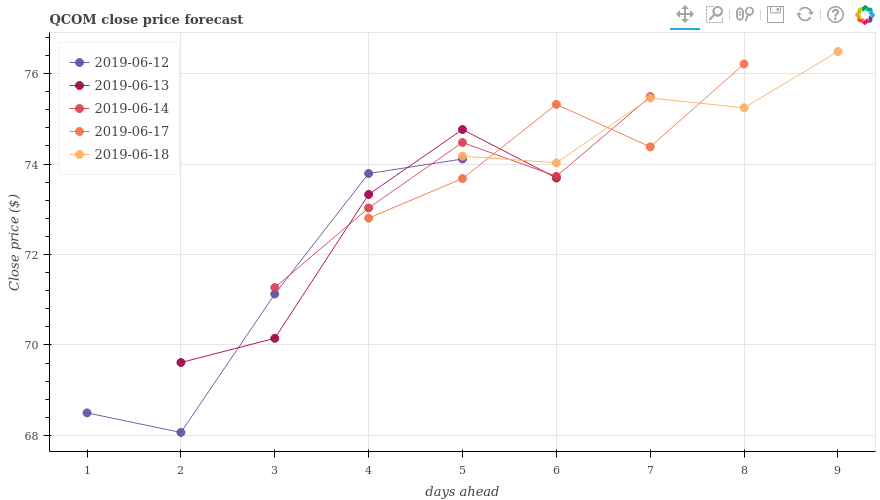 QCOM close price forecast
2019-06-12
2019-06-13
2019-06-14
2019-06-17
2019-06-18
76
74
72
70
68
Close price ($)
1 2 3 4 5 6 7 8 9
days ahead